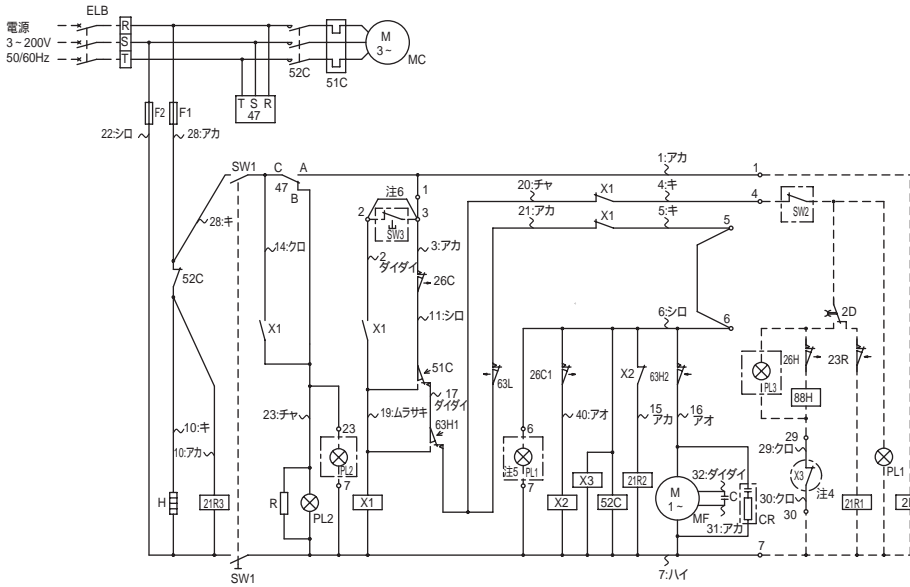 ELB
電源
3～200V
50/60Hz
R
S
T
M
3～
MC
52C
51C
T S R
47
F2
F1
22:シロ
28:アカ
SW1
C
A
47
B
28:キ
14:クロ
52C
X1
注6
1
2
3
SW3
2
ダイダイ
3:アカ
26C
11:シロ
X1
51C
17
ダイダイ
63H1
19:ムラサキ
1:アカ
1
20:チャ
X1
4:キ
4
21:アカ
X1
5:キ
5
SW2
6:シロ
6
2D
63L
26C1
X2
63H2
PL3
26H
23R
88H
10:キ
10:アカ
23:チャ
23
PL2
7
40:アオ
15
アカ
16
アオ
6
注5
PL1
7
29
29:クロ
X3
注4
30:クロ
30
PL1
H
21R3
R
PL2
X1
X2
X3
52C
21R2
M
1～
MF
32:ダイダイ
C
31:アカ
CR
21R1
7
7:ハイ
SW1